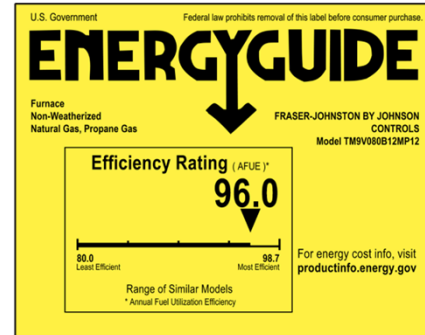 U.S. Government
Federal law prohibits removal of this label before consumer purchase.
ENERGYGUIDE
Furnace
Non-Weatherized
Natural Gas, Propane Gas
FRASER-JOHNSTON BY JOHNSON
CONTROLS
Model TM9V080B12MP12
Efficiency Rating (AFUE)*
96.0
80.0
Least Efficient
98.7
Most Efficient
Range of Similar Models
* Annual Fuel Utilization Efficiency
For energy cost info, visit
productinfo.energy.gov